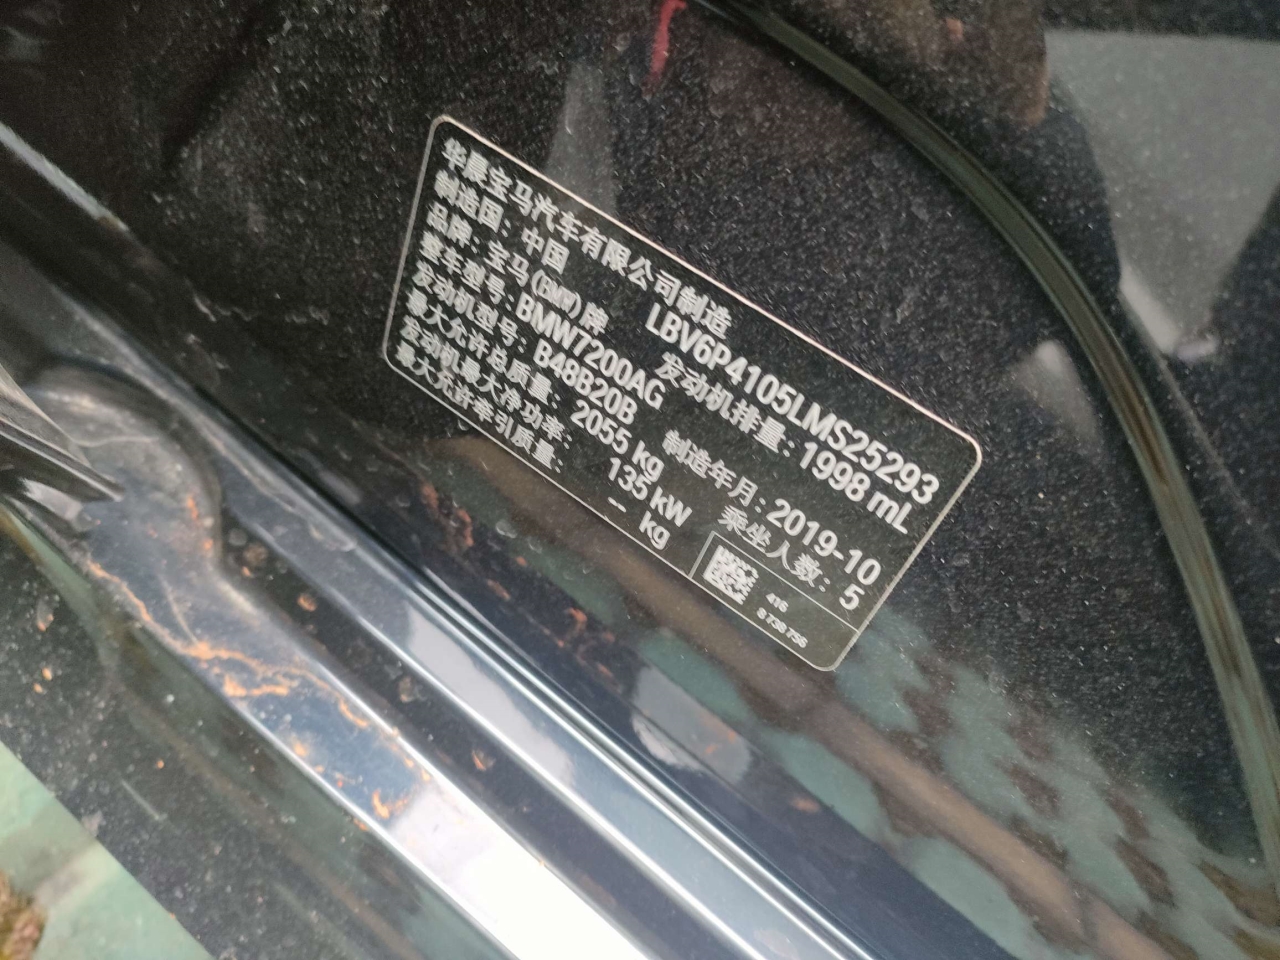 华晨宝马汽车有限公司制造
制造国：中国 LBV6P4105LMS25293
品牌：宝马(BMW)牌 发动机排量：1998 mL
整车型号：BMW7200AG
发动机型号：B48B20B 制造年月：2019-10
最大允许总质量：2055 kg 乘坐人数：5
发动机最大净功率：135 kW
最大允许牵引质量：-- kg
416
8 738 756